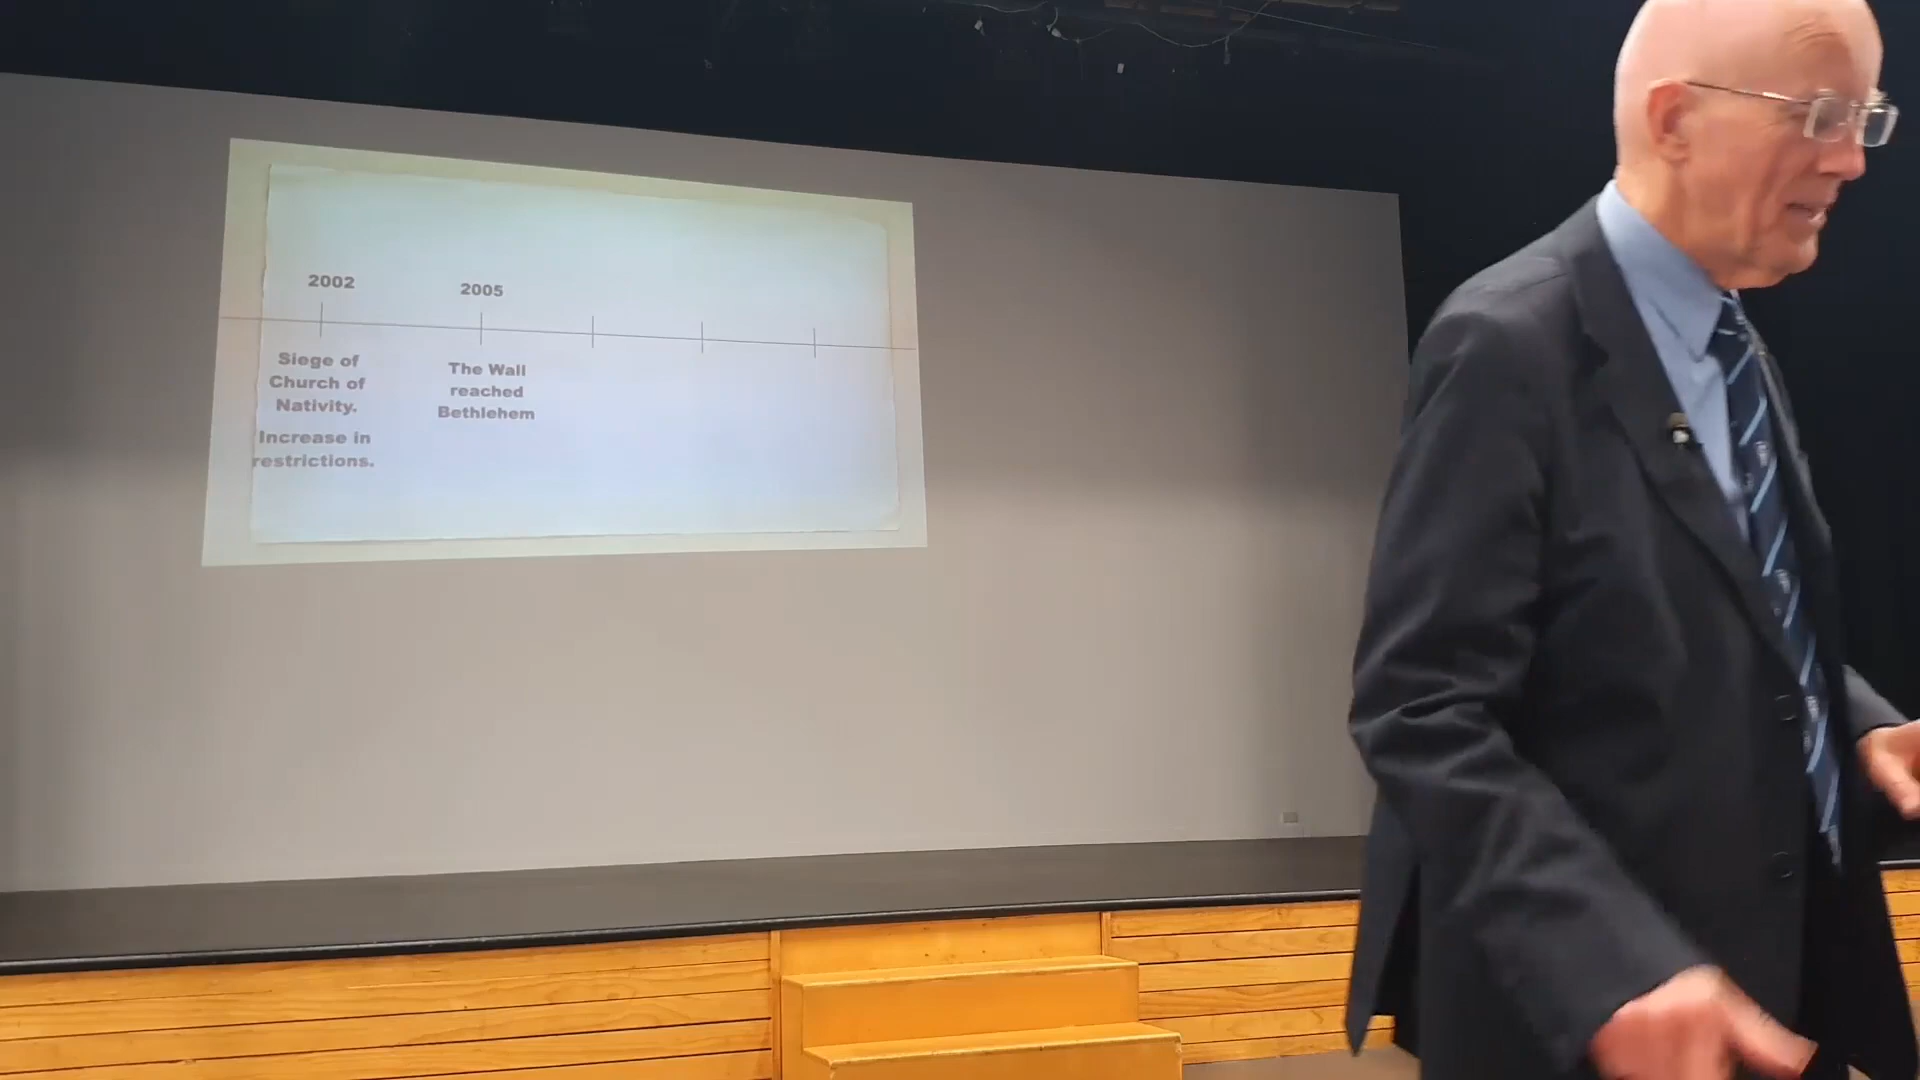 2002
2005
Siege of
Church of
Nativity.
Increase in
restrictions.
The Wall
reached
Bethlehem